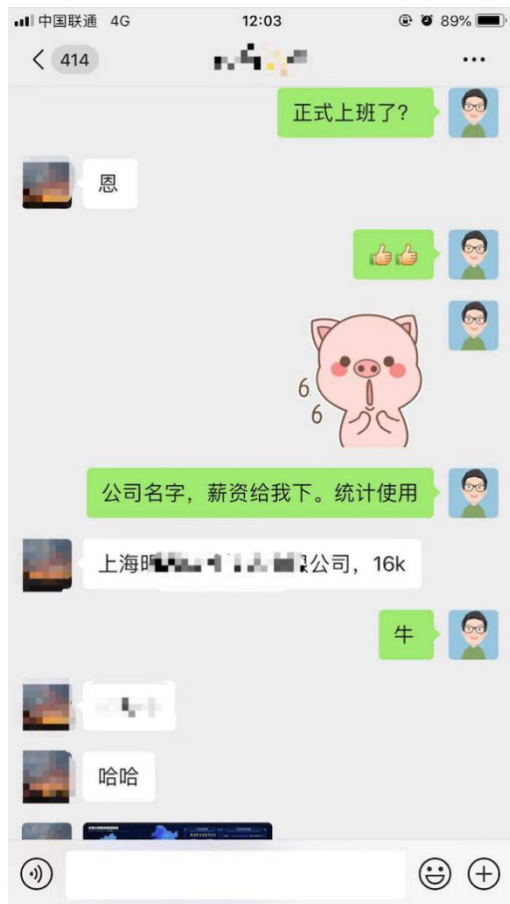 中国联通 4G 12:03 89%
414
正式上班了?
恩
6
6
公司名字，薪资给我下。统计使用
上海 公司，16k
牛
哈哈